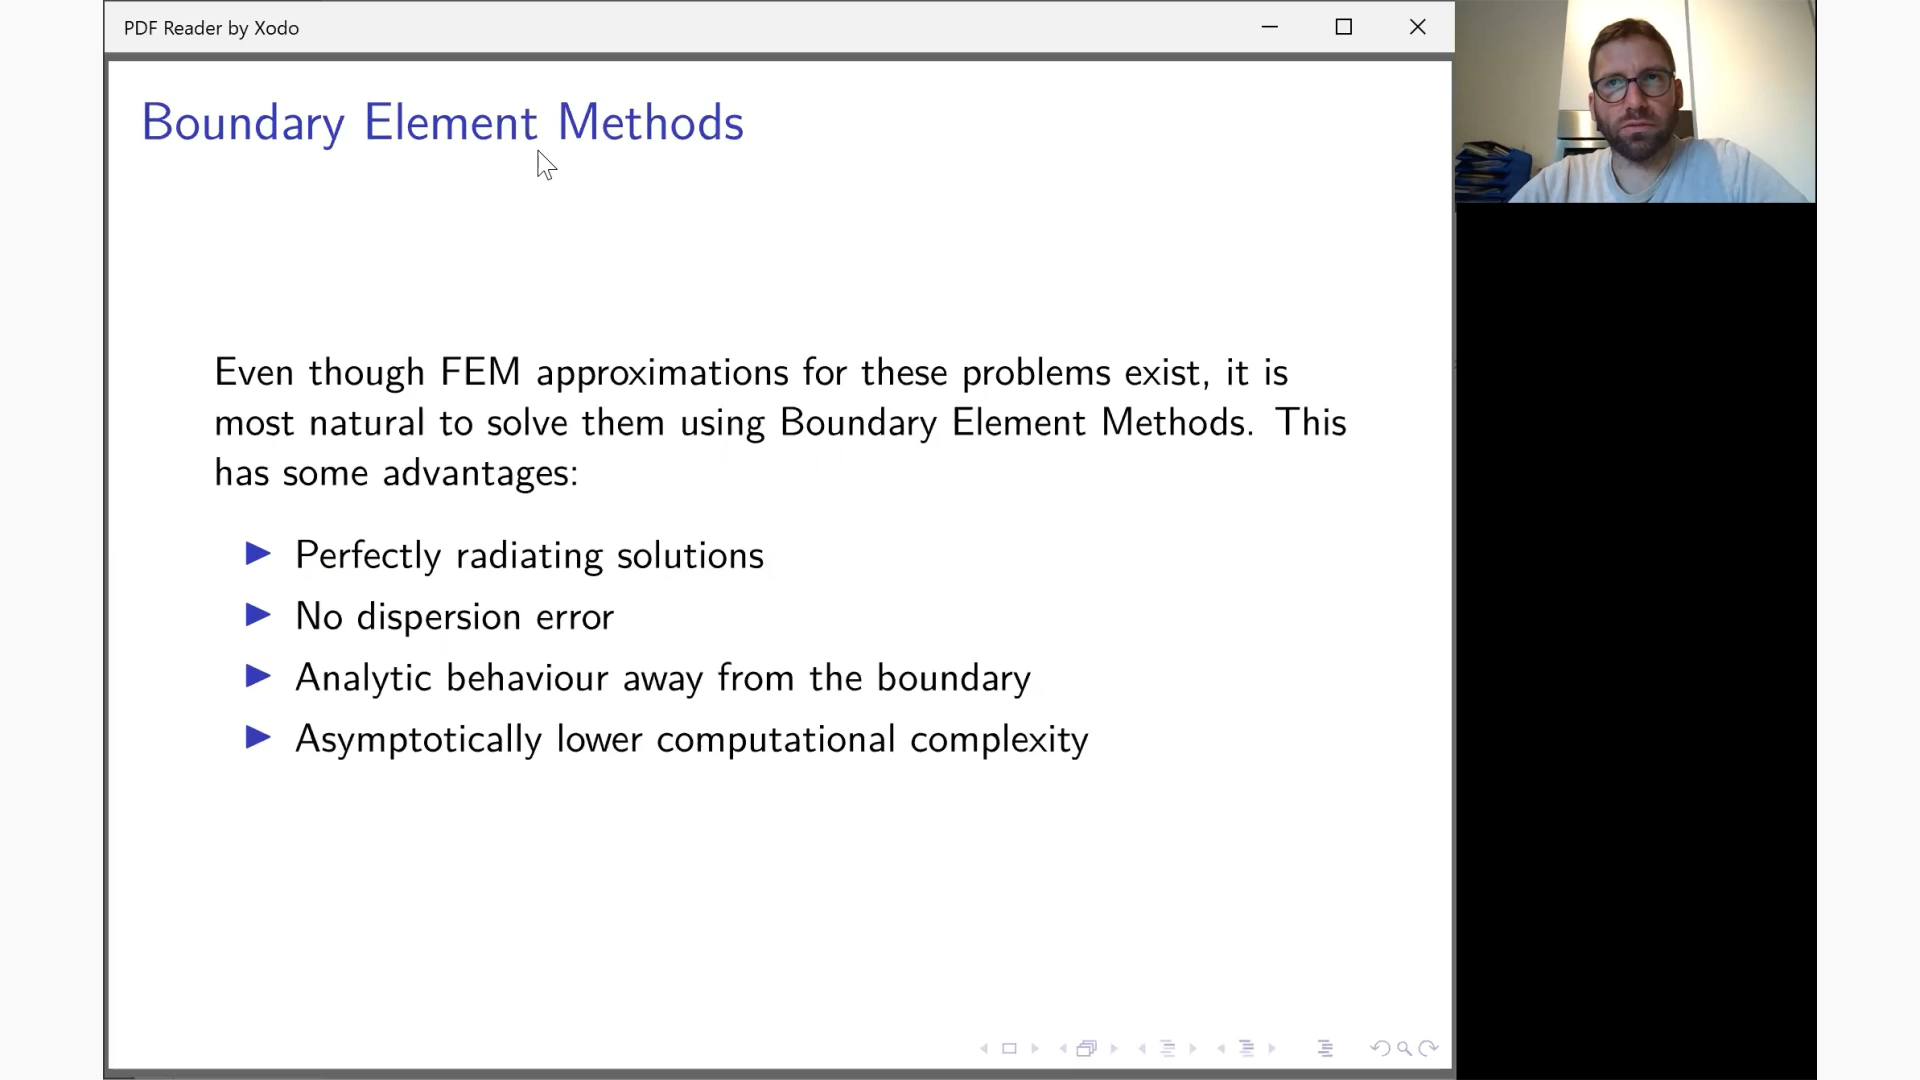 PDF Reader by Xodo
Boundary Element Methods
Even though FEM approximations for these problems exist, it is
most natural to solve them using Boundary Element Methods. This
has some advantages:
Perfectly radiating solutions
No dispersion error
Analytic behaviour away from the boundary
Asymptotically lower computational complexity